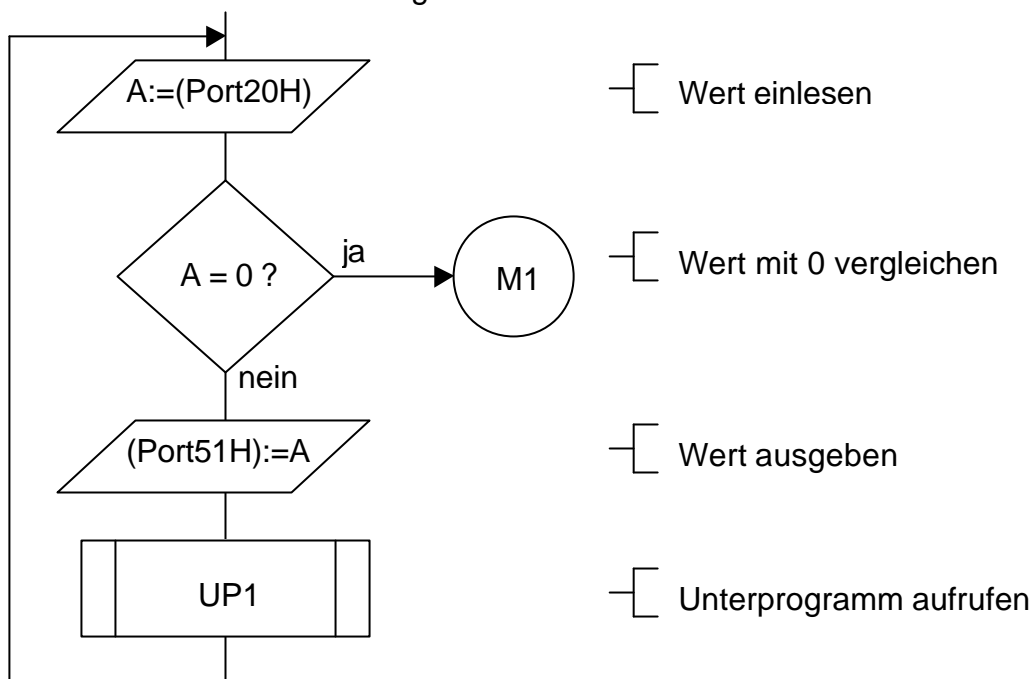 A:=(Port20H)
Wert einlesen
A = 0 ?
ja
M1
Wert mit 0 vergleichen
nein
(Port51H):=A
Wert ausgeben
UP1
Unterprogramm aufrufen